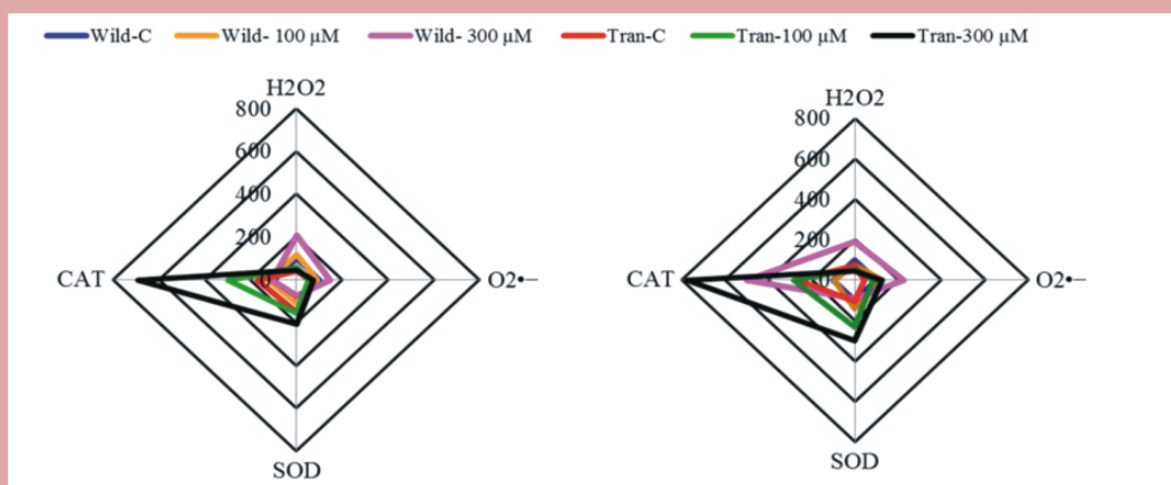 Wild-C Wild- 100 µM Wild- 300 µM Tran-C Tran-100 µM Tran-300 µM
H2O2
800
600
400
200
0
CAT
O2•−
SOD
H2O2
800
600
400
200
0
CAT
O2•−
SOD